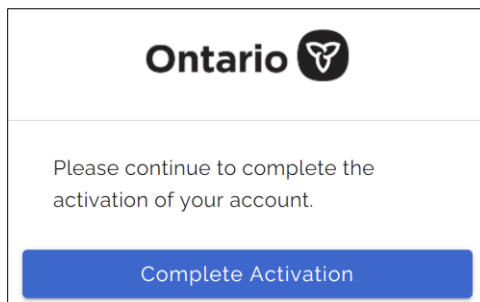 Ontario
Please continue to complete the
activation of your account.
Complete Activation